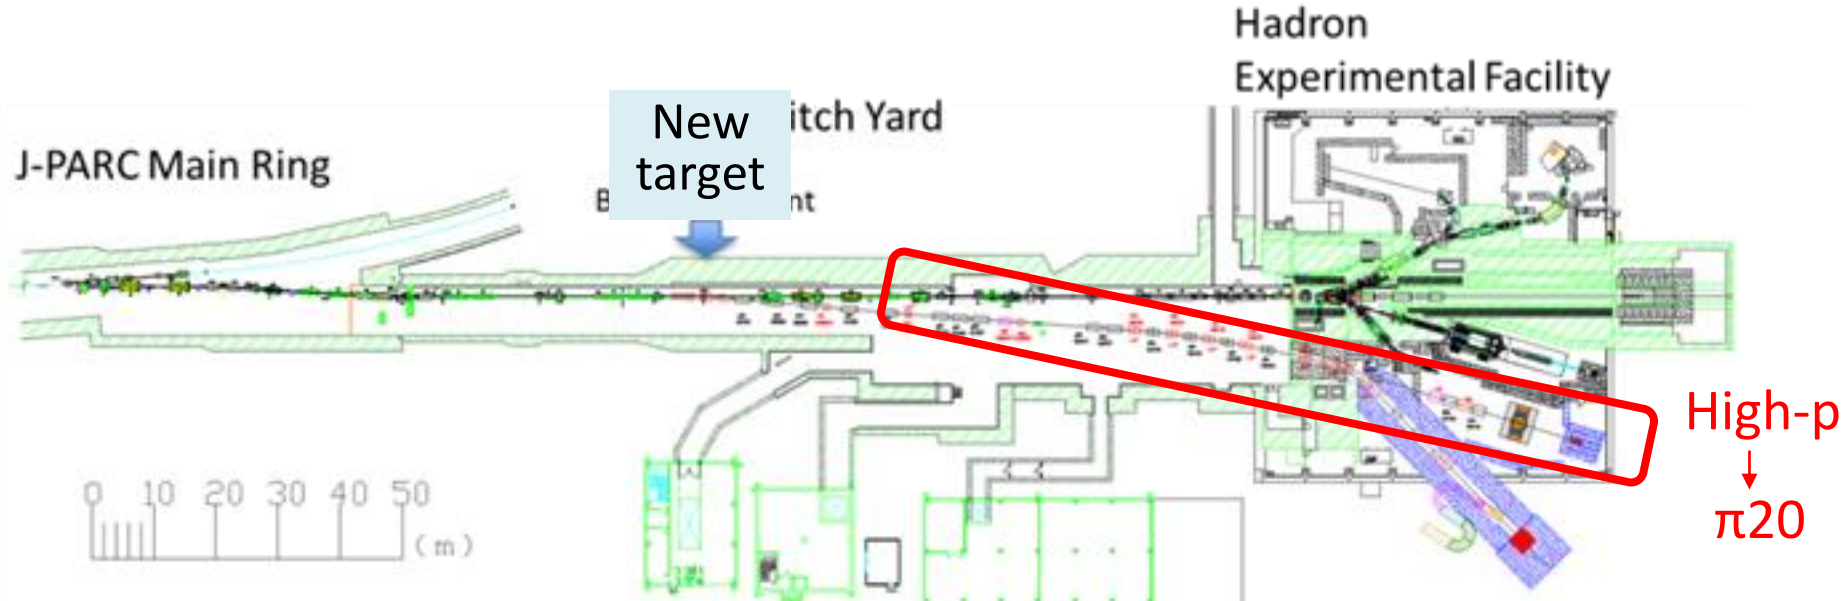 Hadron
Experimental Facility
New
target
itch Yard
J-PARC Main Ring
B
nt
High-p
↓
π20
0 10 20 30 40 50
(m)